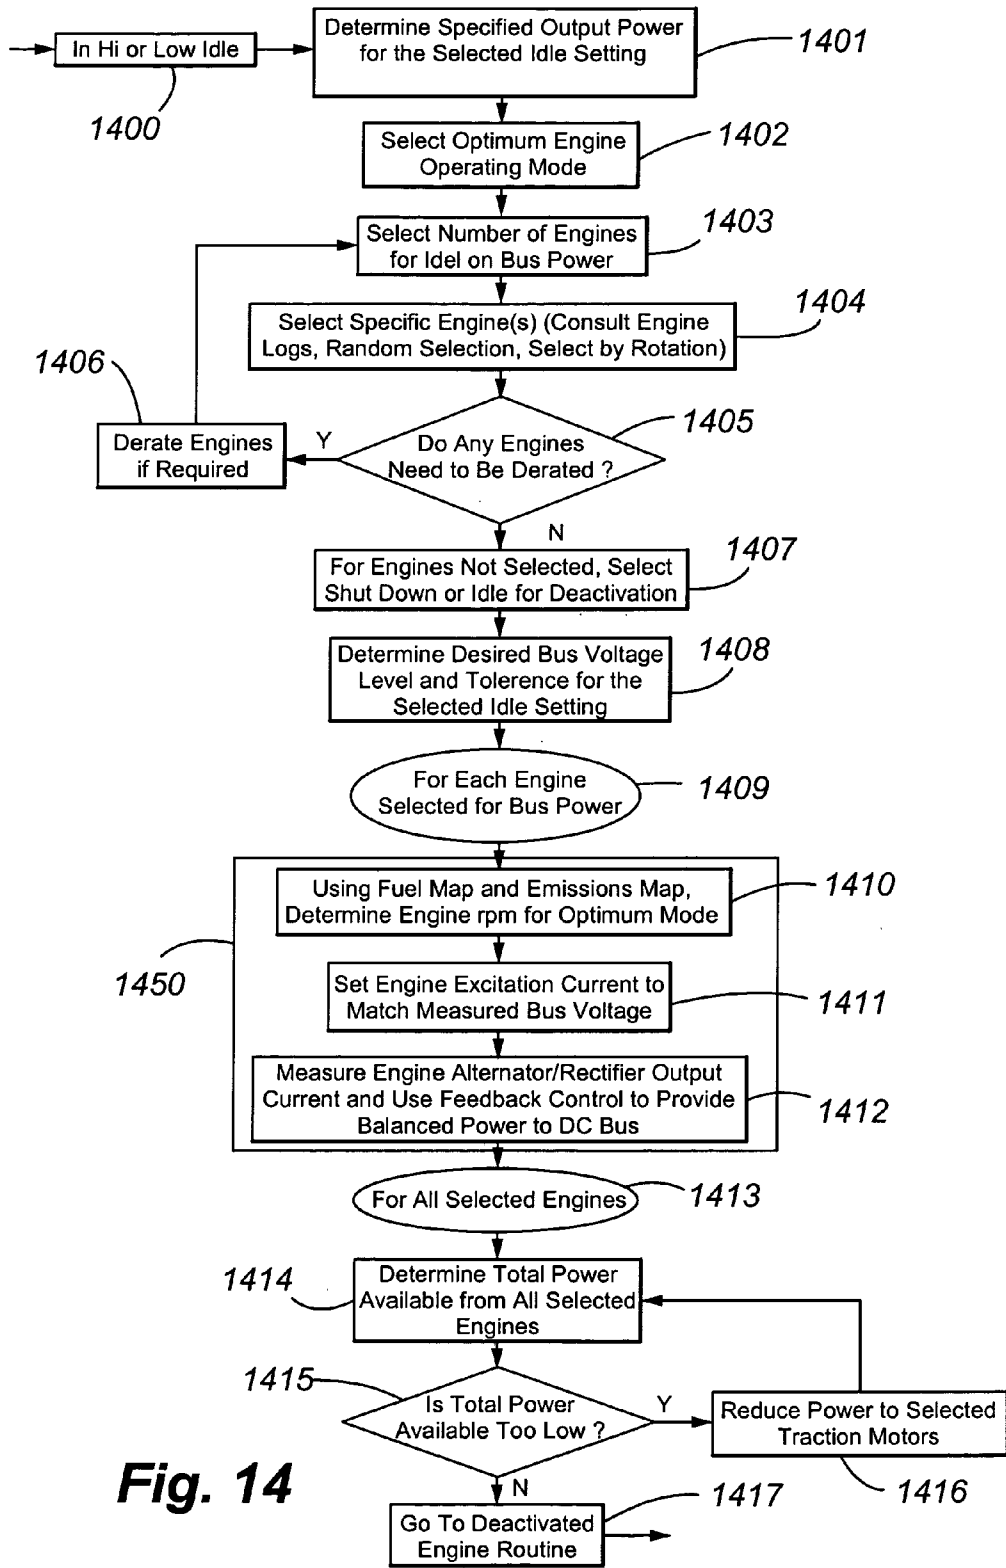 In Hi or Low Idle
1400
Determine Specified Output Power
for the Selected Idle Setting
1401
Select Optimum Engine
Operating Mode
1402
Select Number of Engines
for Idel on Bus Power
1403
Select Specific Engine(s) (Consult Engine
Logs, Random Selection, Select by Rotation)
1404
1406
Derate Engines
if Required
Y
Do Any Engines
Need to Be Derated ?
1405
N
For Engines Not Selected, Select
Shut Down or Idle for Deactivation
1407
Determine Desired Bus Voltage
Level and Tolerence for the
Selected Idle Setting
1408
For Each Engine
Selected for Bus Power
1409
Using Fuel Map and Emissions Map,
Determine Engine rpm for Optimum Mode
1410
1450
Set Engine Excitation Current to
Match Measured Bus Voltage
1411
Measure Engine Alternator/Rectifier Output
Current and Use Feedback Control to Provide
Balanced Power to DC Bus
1412
For All Selected Engines
1413
1414
Determine Total Power
Available from All Selected
Engines
1415
Is Total Power
Available Too Low ?
Y
Reduce Power to Selected
Traction Motors
1416
N
Go To Deactivated
Engine Routine
1417
Fig. 14